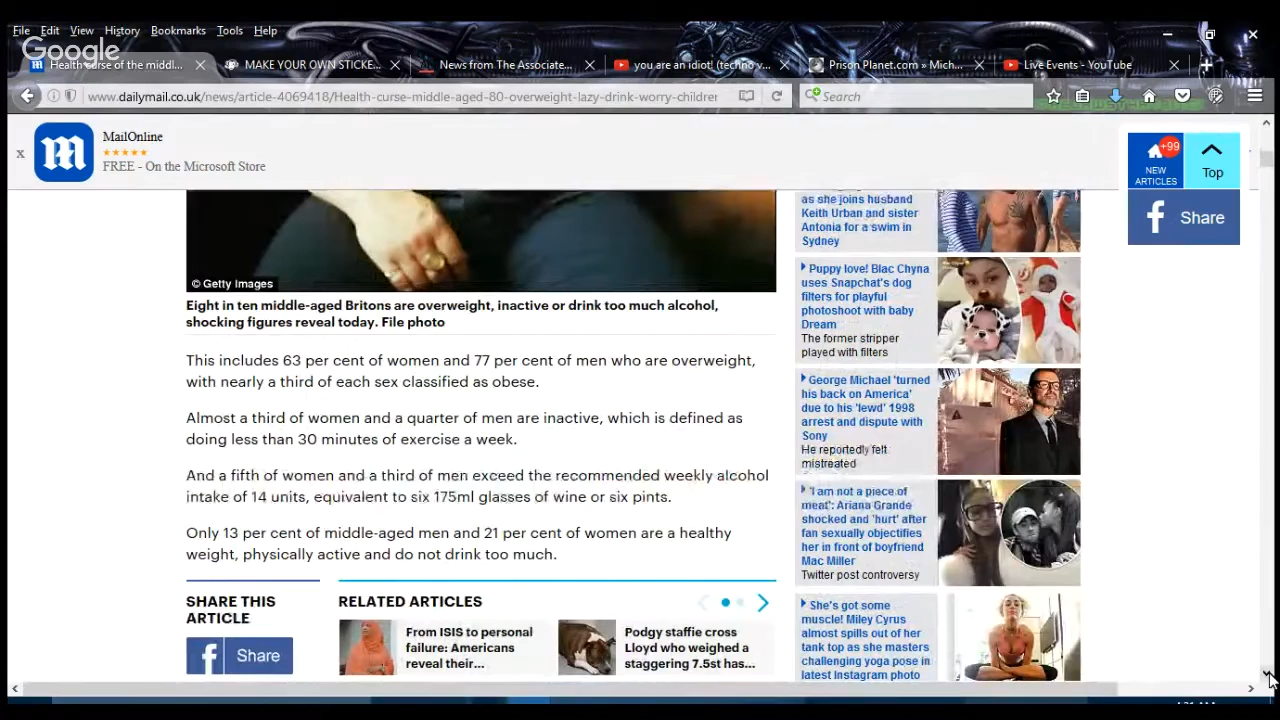 File Edit View History Bookmarks Tools Help
Google
Health curse of the middl...
MAKE YOUR OWN STICKE...
News from The Associate...
you are an idiot! (techno v...
Prison Planet.com » Mich...
Live Events - YouTube
www.dailymail.co.uk/news/article-4069418/Health-curse-middle-aged-80-overweight-lazy-drink-worry-children
Search
x
MailOnline
FREE - On the Microsoft Store
+99
NEW
ARTICLES
Top
Share
© Getty Images
Eight in ten middle-aged Britons are overweight, inactive or drink too much alcohol,
shocking figures reveal today. File photo
This includes 63 per cent of women and 77 per cent of men who are overweight,
with nearly a third of each sex classified as obese.
Almost a third of women and a quarter of men are inactive, which is defined as
doing less than 30 minutes of exercise a week.
And a fifth of women and a third of men exceed the recommended weekly alcohol
intake of 14 units, equivalent to six 175ml glasses of wine or six pints.
Only 13 per cent of middle-aged men and 21 per cent of women are a healthy
weight, physically active and do not drink too much.
SHARE THIS
ARTICLE
Share
RELATED ARTICLES
From ISIS to personal
failure: Americans
reveal their...
Podgy staffie cross
Lloyd who weighed a
staggering 7.5st has...
as she joins husband
Keith Urban and sister
Antonia for a swim in
Sydney
Puppy love! Blac Chyna
uses Snapchat's dog
filters for playful
photoshoot with baby
Dream
The former stripper
played with filters
George Michael 'turned
his back on America'
due to his 'lewd' 1998
arrest and dispute with
Sony
He reportedly felt
mistreated
'I am not a piece of
meat': Ariana Grande
shocked and 'hurt' after
fan sexually objectifies
her in front of boyfriend
Mac Miller
Twitter post controversy
She's got some
muscle! Miley Cyrus
almost spills out of her
tank top as she masters
challenging yoga pose in
latest Instagram photo